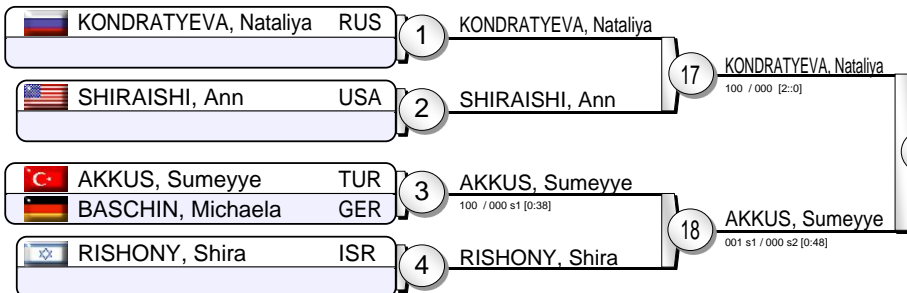 KONDRATYEVA, Nataliya RUS
1
KONDRATYEVA, Nataliya
SHIRAISHI, Ann USA
2
SHIRAISHI, Ann
17
KONDRATYEVA, Nataliya
100 / 000 [2::0]
AKKUS, Sumeyye TUR
BASCHIN, Michaela GER
3
AKKUS, Sumeyye
100 / 000 s1 [0:38]
RISHONY, Shira ISR
4
RISHONY, Shira
18
AKKUS, Sumeyye
001 s1 / 000 s2 [0:48]